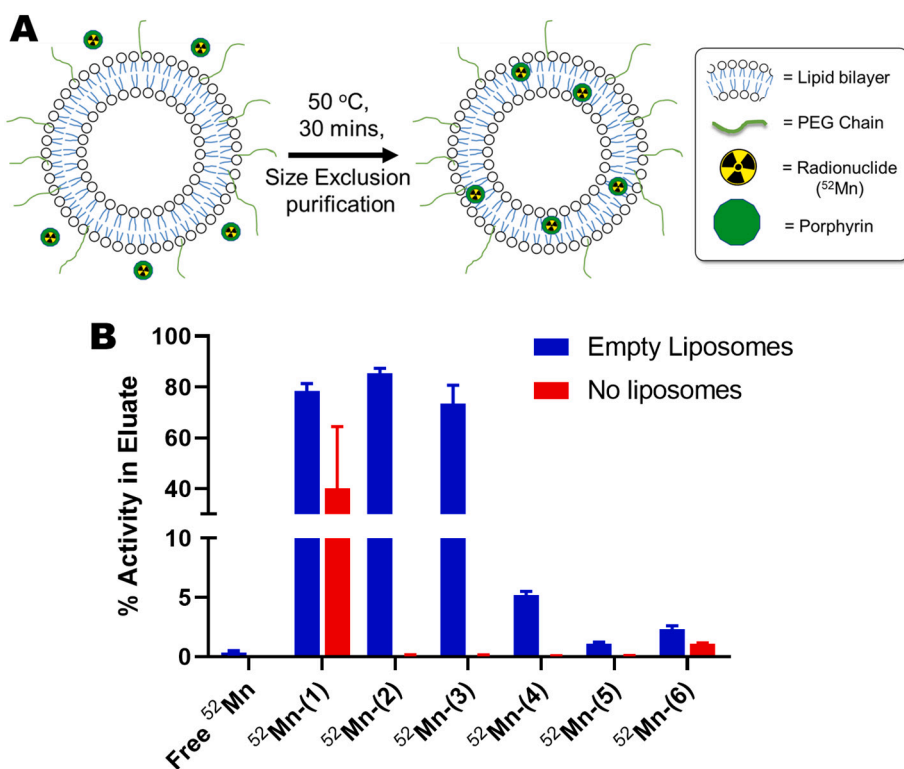 A
50 °C,
30 mins,
Size Exclusion
purification
= Lipid bilayer
= PEG Chain
= Radionuclide
(⁵²Mn)
= Porphyrin
B
Empty Liposomes
No liposomes
% Activity in Eluate
100
80
60
40
10
5
0
Free ⁵²Mn
⁵²Mn-(1)
⁵²Mn-(2)
⁵²Mn-(3)
⁵²Mn-(4)
⁵²Mn-(5)
⁵²Mn-(6)